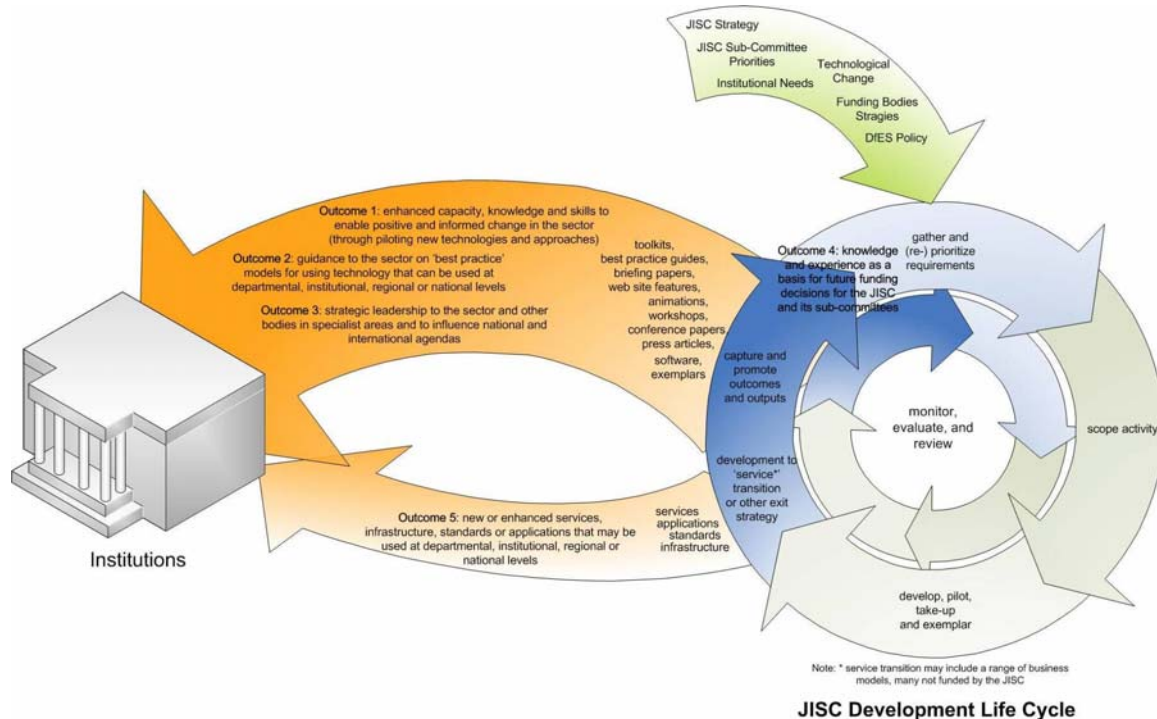 JISC Strategy
JISC Sub-Committee
Priorities
Institutional Needs
Technological
Change
Funding Bodies
Stragies
DfES Policy
Outcome 1: enhanced capacity, knowledge and skills to
enable positive and informed change in the sector
(through piloting new technologies and approaches)
Outcome 2: guidance to the sector on 'best practice'
models for using technology that can be used at
departmental, institutional, regional or national levels
Outcome 3: strategic leadership to the sector and other
bodies in specialist areas and to influence national and
international agendas
toolkits,
best practice guides,
briefing papers,
web site features,
animations,
workshops,
conference papers
press articles,
software,
exemplars
Outcome 4: knowledge
and experience as a
basis for future funding
decisions for the JISC
and its sub-committees
gather and
(re-) prioritize
requirements
capture and
promote
outcomes
and outputs
monitor,
evaluate, and
review
scope activity
development to
'service*'
transition
or other exit
strategy
Outcome 5: new or enhanced services,
infrastructure, standards or applications that may be
used at departmental, institutional, regional or
national levels
services
applications
standards
infrastructure
Institutions
develop, pilot,
take-up
and exemplar
Note: * service transition may include a range of business
models, many not funded by the JISC
JISC Development Life Cycle